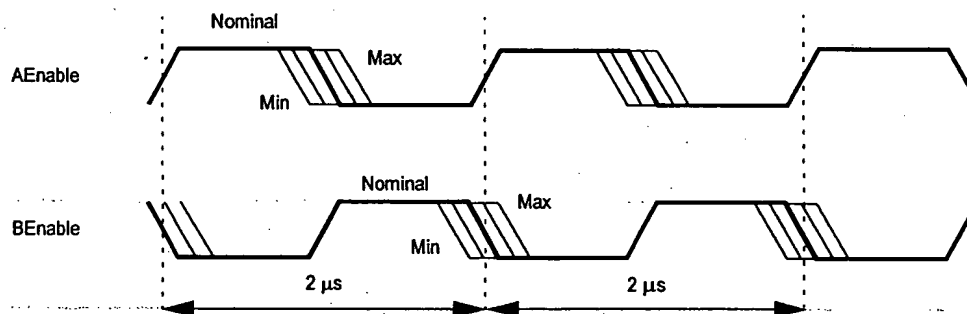 Nominal
Max
AEnable
Min
Nominal
Max
BEnable
Min
2 µs
2 µs